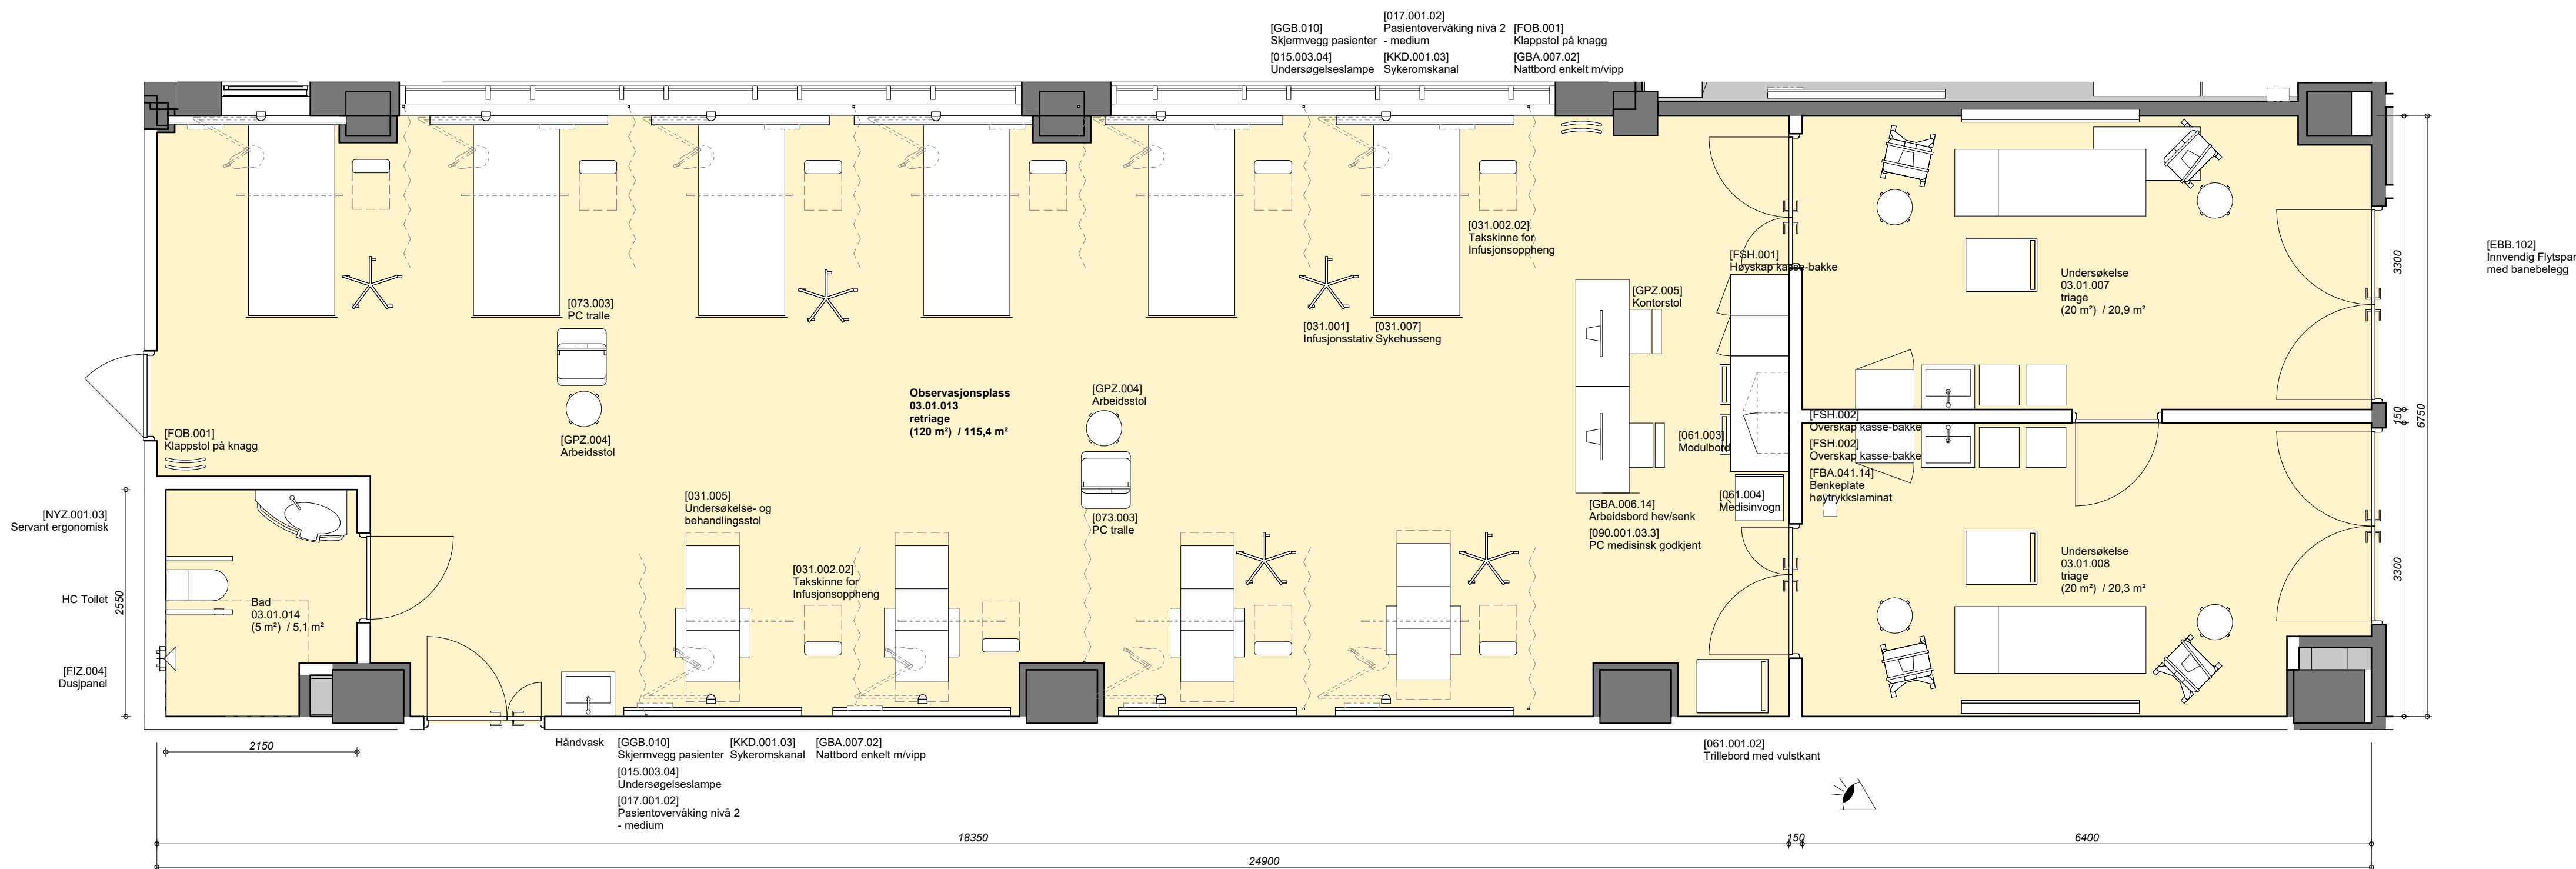 [GGB.010]
Skjermvegg pasienter
[015.003.04]
Undersøgelseslampe
[017.001.02]
Pasientovervåking nivå 2
- medium
[KKD.001.03]
Sykeromskanal
[FOB.001]
Klappstol på knagg
[GBA.007.02]
Nattbord enkelt m/vipp
[031.002.02]
Takskinne for
Infusjonsoppheng
[FSH.001]
Høyskap kasse-bakke
[GPZ.005]
Kontorstol
[073.003]
PC tralle
[031.001]
Infusjonsstativ
[031.007]
Sykehusseng
Undersøkelse
03.01.007
triage
(20 m²) / 20,9 m²
[EBB.102]
Innvendig Flytspar
med banebelegg
3300
150
6750
3300
Observasjonsplass
03.01.013
retriage
(120 m²) / 115,4 m²
[GPZ.004]
Arbeidsstol
[GPZ.004]
Arbeidsstol
[FOB.001]
Klappstol på knagg
[061.003]
Modulbord
[FSH.002]
Overskap kasse-bakke
[FSH.002]
Overskap kasse-bakke
[FBA.041.14]
Benkeplate
høytrykkslaminat
[031.005]
Undersøkelse- og
behandlingsstol
[073.003]
PC tralle
[GBA.006.14]
Arbeidsbord hev/senk
[090.001.03.3]
PC medisinsk godkjent
[061.004]
Medisinvogn
[NYZ.001.03]
Servant ergonomisk
HC Toilet
2550
Bad
03.01.014
(5 m²) / 5,1 m²
[FIZ.004]
Dusjpanel
[031.002.02]
Takskinne for
Infusjonsoppheng
Undersøkelse
03.01.008
triage
(20 m²) / 20,3 m²
2150
Håndvask
[GGB.010]
Skjermvegg pasienter
[015.003.04]
Undersøgelseslampe
[017.001.02]
Pasientovervåking nivå 2
- medium
[KKD.001.03]
Sykeromskanal
[GBA.007.02]
Nattbord enkelt m/vipp
[061.001.02]
Trillebord med vulstkant
18350
150
6400
24900